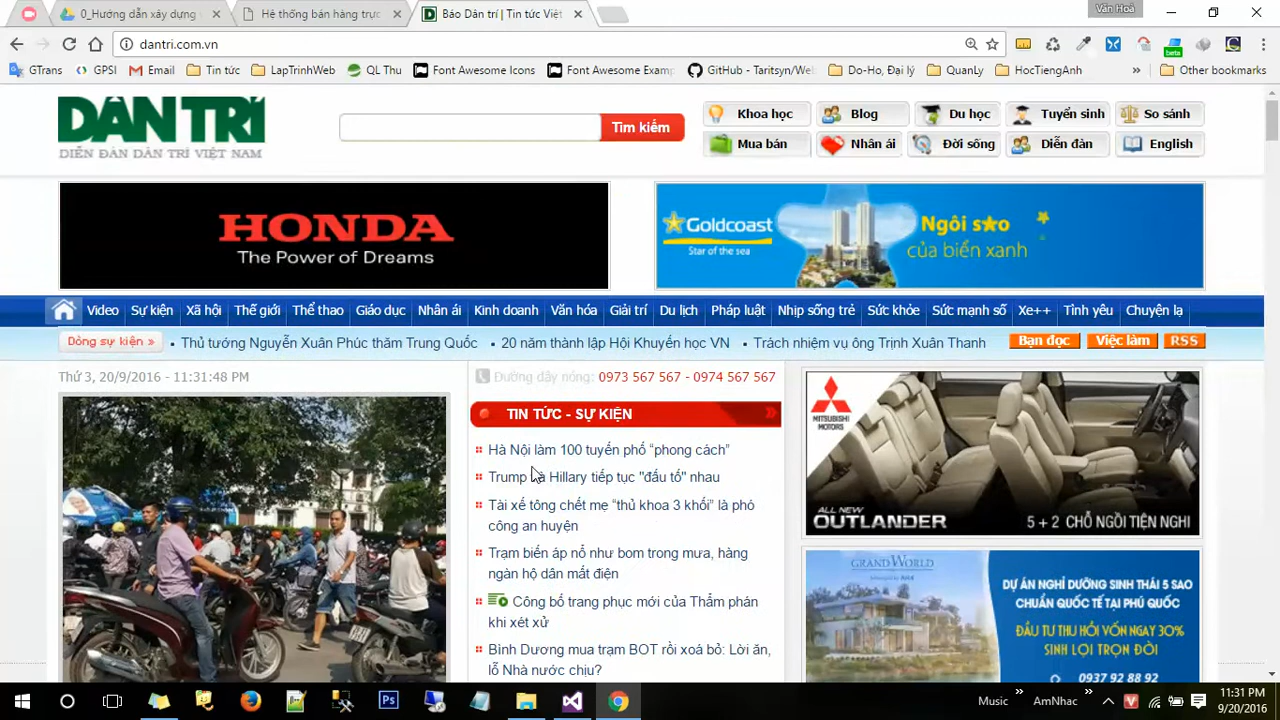 0_Hướng dẫn xây dựng
Hệ thống bán hàng trực
Báo Dân trí | Tin tức Việt
Văn Hoà
dantri.com.vn
GTrans
GPSI
Email
Tin tức
LapTrinhWeb
QL Thu
Font Awesome Icons
Font Awesome Examp
GitHub - Taritsyn/Web
Do-Ho, Đại lý
QuanLy
HocTiengAnh
»
Other bookmarks
DÂN TRÍ
DIỄN ĐÀN DÂN TRÍ VIỆT NAM
Tìm kiếm
Khoa học
Blog
Du học
Tuyển sinh
So sánh
Mua bán
Nhân ái
Đời sống
Diễn đàn
English
HONDA
The Power of Dreams
Goldcoast
Star of the sea
Ngôi sao
của biển xanh
Video
Sự kiện
Xã hội
Thế giới
Thể thao
Giáo dục
Nhân ái
Kinh doanh
Văn hóa
Giải trí
Du lịch
Pháp luật
Nhịp sống trẻ
Sức khỏe
Sức mạnh số
Xe++
Tình yêu
Chuyện lạ
Dòng sự kiện »
• Thủ tướng Nguyễn Xuân Phúc thăm Trung Quốc
• 20 năm thành lập Hội Khuyến học VN
• Trách nhiệm vụ ông Trịnh Xuân Thanh
Bạn đọc
Việc làm
RSS
Thứ 3, 20/9/2016 - 11:31:48 PM
Đường dây nóng: 0973 567 567 - 0974 567 567
TIN TỨC - SỰ KIỆN
Hà Nội làm 100 tuyến phố “phong cách”
Trump và Hillary tiếp tục "đấu tố" nhau
Tài xế tông chết mẹ “thủ khoa 3 khối” là phó
công an huyện
Trạm biến áp nổ như bom trong mưa, hàng
ngàn hộ dân mất điện
Công bố trang phục mới của Thẩm phán
khi xét xử
Bình Dương mua trạm BOT rồi xoá bỏ: Lời ăn,
lỗ Nhà nước chịu?
MITSUBISHI
MOTORS
ALL NEW
OUTLANDER
5 + 2 CHỖ NGỒI TIỆN NGHI
GRANDWORLD
DỰ ÁN NGHỈ DƯỠNG SINH THÁI 5 SAO
CHUẨN QUỐC TẾ TẠI PHÚ QUỐC
ĐẦU TƯ THU HỒI VỐN NGAY 30%
SINH LỢI TRỌN ĐỜI
0937 92 88 92
Music
»
AmNhac
»
11:31 PM
9/20/2016